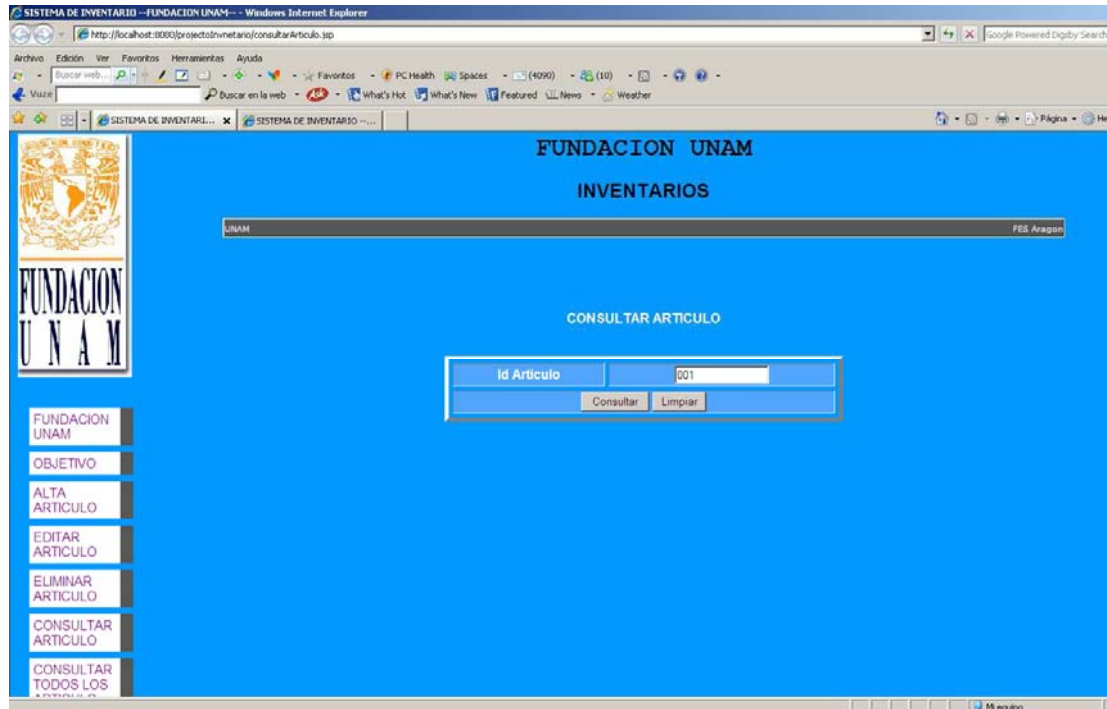 SISTEMA DE INVENTARIO --FUNDACION UNAM-- - Windows Internet Explorer
http://localhost:8080/projectoInvnetario/consultarArticulo.jsp
Google Powered Digsby Search
Archivo Edición Ver Favoritos Herramientas Ayuda
Buscar web... Favoritos PC Health Spaces (4090) (10)
Vuze Buscar en la web Ask What's Hot What's New Featured News Weather
SISTEMA DE INVENTARI... SISTEMA DE INVENTARIO --... Página
FUNDACION UNAM
INVENTARIOS
UNAM FES Aragon
FUNDACION
UNAM
CONSULTAR ARTICULO
Id Articulo 001
Consultar Limpiar
FUNDACION
UNAM
OBJETIVO
ALTA
ARTICULO
EDITAR
ARTICULO
ELIMINAR
ARTICULO
CONSULTAR
ARTICULO
CONSULTAR
TODOS LOS
Mi equipo